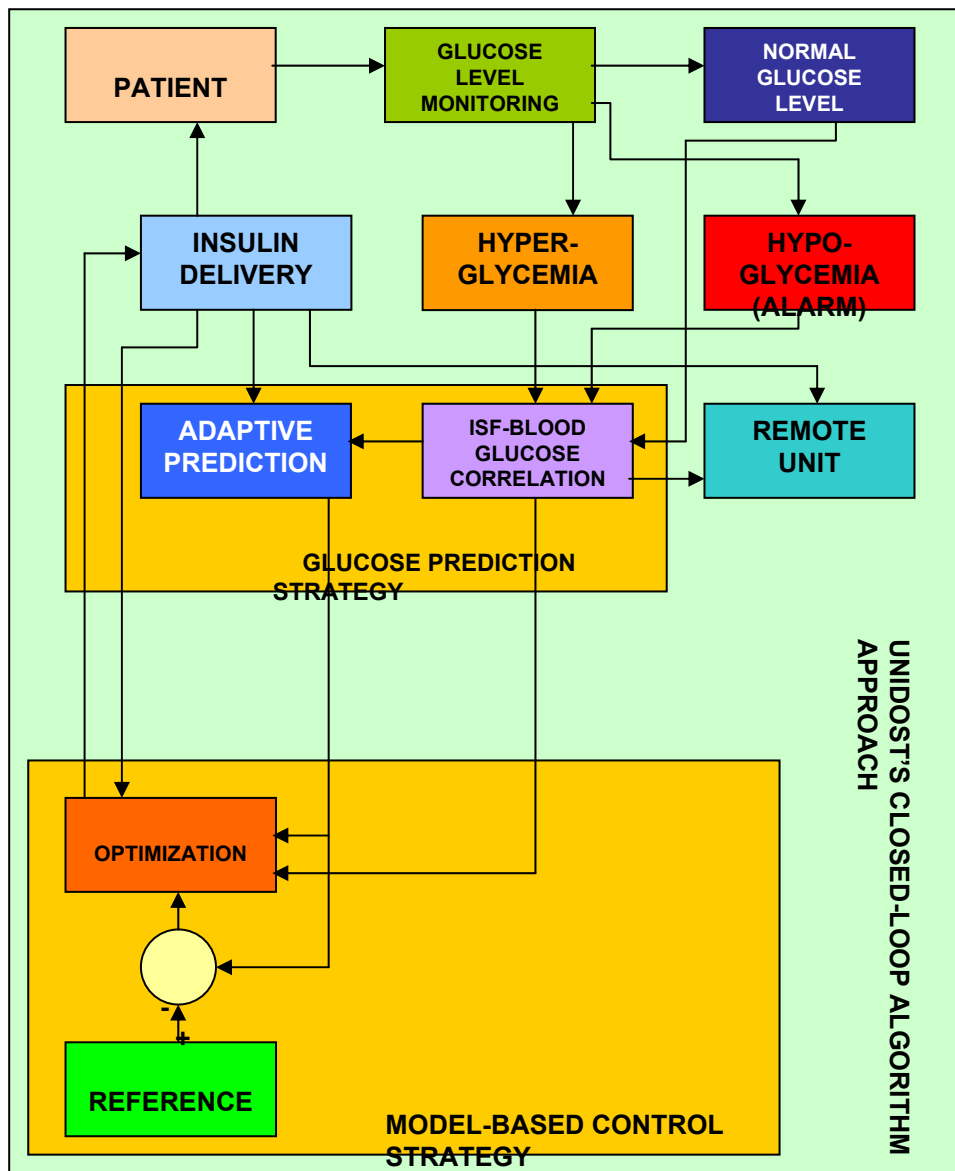 PATIENT
GLUCOSE
LEVEL
MONITORING
NORMAL
GLUCOSE
LEVEL
INSULIN
DELIVERY
HYPER-
GLYCEMIA
HYPO-
GLYCEMIA
(ALARM)
ADAPTIVE
PREDICTION
ISF-BLOOD
GLUCOSE
CORRELATION
REMOTE
UNIT
GLUCOSE PREDICTION
STRATEGY
UNIDOST'S CLOSED-LOOP ALGORITHM
APPROACH
OPTIMIZATION
-
+
REFERENCE
MODEL-BASED CONTROL
STRATEGY